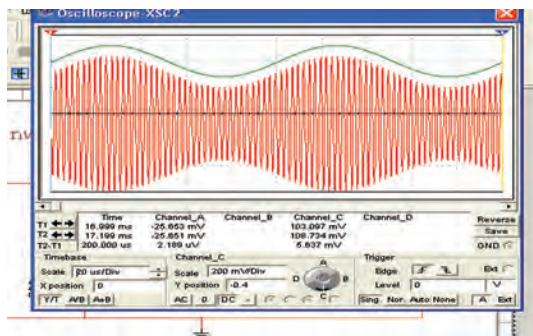 Oscilloscope-XSC2
Time Channel_A Channel_B Channel_C Channel_D
T1 16.999 ms -25.653 mV 103.097 mV
T2 17.199 ms -25.651 mV 108.734 mV
T2-T1 200.000 us 2.189 uV 5.637 mV
Reverse
Save
GND
Timebase
Scale 20 us/Div
X position 0
Y/T A/B A+B
Channel_C
Scale 200 mV/Div
Y position -0.4
AC 0 DC -
A
B
C
D
Trigger
Edge Ext
Level 0 V
Sing. Nor. Auto None A Ext